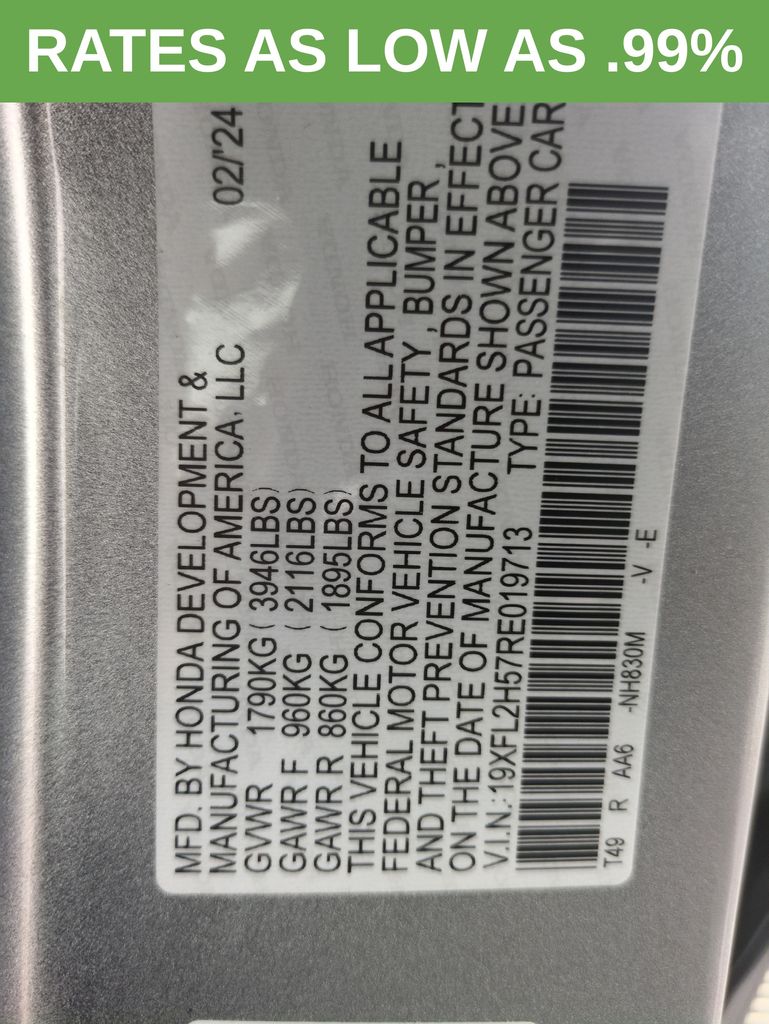 RATES AS LOW AS .99%
MFD. BY HONDA DEVELOPMENT &
MANUFACTURING OF AMERICA, LLC 02/'24
GVWR 1790KG ( 3946LBS)
GAWR F 960KG ( 2116LBS)
GAWR R 860KG ( 1895LBS)
THIS VEHICLE CONFORMS TO ALL APPLICABLE
FEDERAL MOTOR VEHICLE SAFETY , BUMPER ,
AND THEFT PREVENTION STANDARDS IN EFFECT
ON THE DATE OF MANUFACTURE SHOWN ABOVE
V.I.N.: 19XFL2H57RE019713 TYPE: PASSENGER CAR
T49 R AA6 -NH830M -V -E